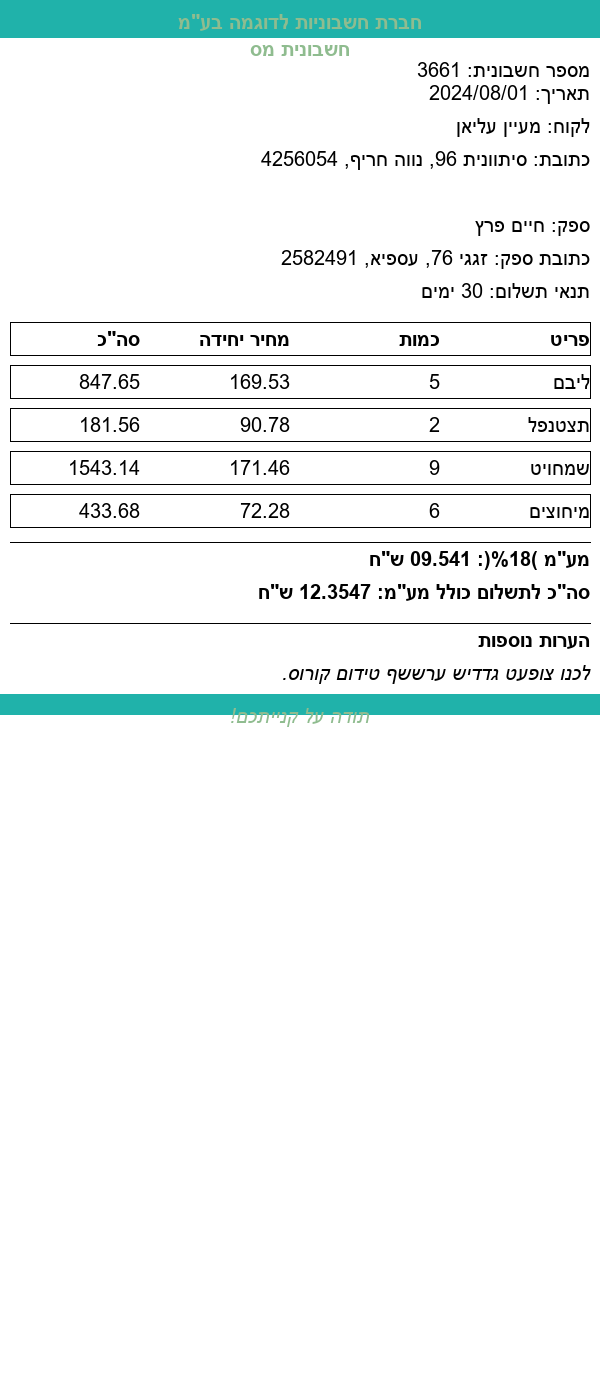 חברת חשבוניות לדוגמה בע"מ
חשבונית מס
מספר חשבונית: 3661
תאריך: 2024/08/01
לקוח: מעיין עליאן
כתובת: סיתוונית 96, נווה חריף, 4256054
ספק: חיים פרץ
כתובת ספק: זגגי 76, עספיא, 2582491
תנאי תשלום: 30 ימים
פריט כמות מחיר יחידה סה"כ
ליבם 5 169.53 847.65
תצטנפל 2 90.78 181.56
שמחויט 9 171.46 1543.14
מיחוצים 6 72.28 433.68
מע"מ )18%(: 09.541 ש"ח
סה"כ לתשלום כולל מע"מ: 12.3547 ש"ח
הערות נוספות
לכנו צופעט גדדיש ערששף טידום קורוס.
תודה על קנייתכם!